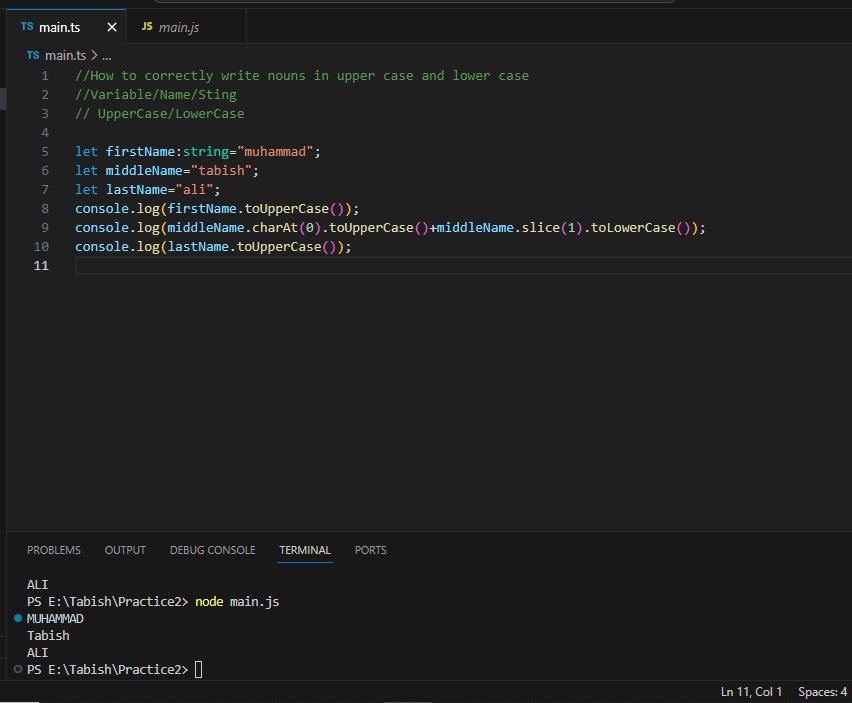 TS main.ts × JS main.js
TS main.ts > ...
1 //How to correctly write nouns in upper case and lower case
2 //Variable/Name/Sting
3 // UpperCase/LowerCase
4
5 let firstName:string="muhammad";
6 let middleName="tabish";
7 let lastName="ali";
8 console.log(firstName.toUpperCase());
9 console.log(middleName.charAt(0).toUpperCase()+middleName.slice(1).toLowerCase());
10 console.log(lastName.toUpperCase());
11
PROBLEMS OUTPUT DEBUG CONSOLE TERMINAL PORTS
ALI
PS E:\Tabish\Practice2> node main.js
MUHAMMAD
Tabish
ALI
PS E:\Tabish\Practice2>
Ln 11, Col 1 Spaces: 4